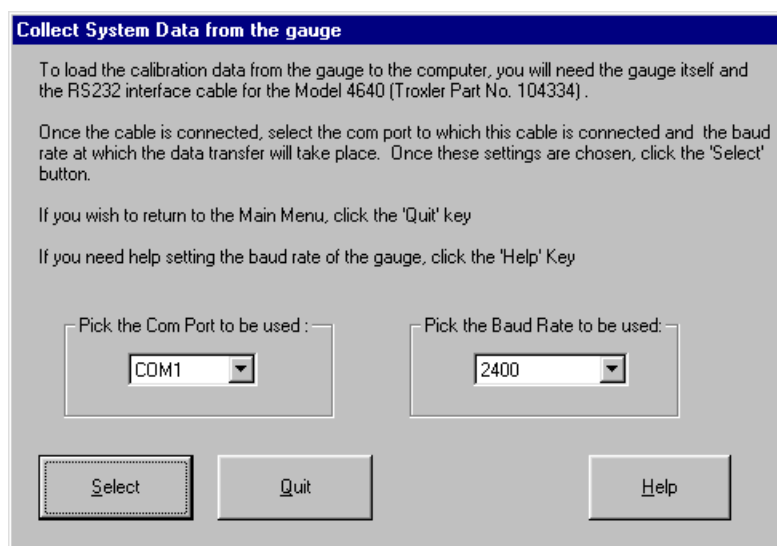 Collect System Data from the gauge
To load the calibration data from the gauge to the computer, you will need the gauge itself and
the RS232 interface cable for the Model 4640 (Troxler Part No. 104334) .
Once the cable is connected, select the com port to which this cable is connected and  the baud
rate at which the data transfer will take place.  Once these settings are chosen, click the 'Select'
button.
If you wish to return to the Main Menu, click the 'Quit' key
If you need help setting the baud rate of the gauge, click the 'Help' Key
Pick the Com Port to be used :
Pick the Baud Rate to be used:
COM1
2400
Select
Quit
Help